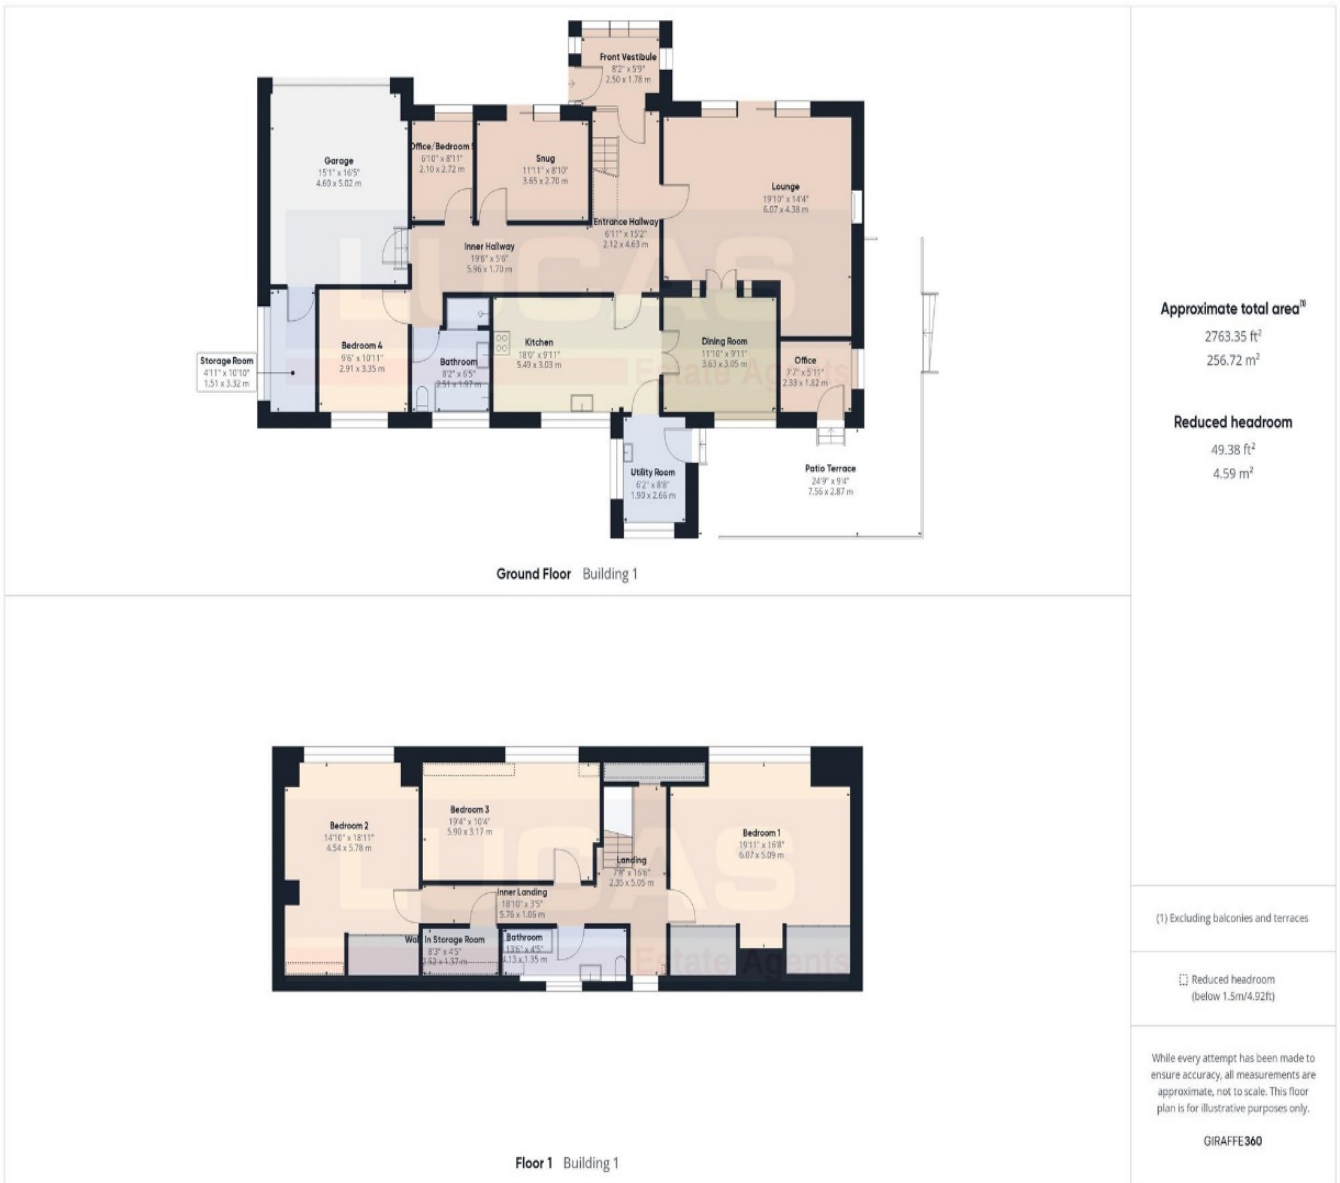 Front Vestibule
8'2" x 5'9"
2.50 x 1.78 m
Garage
15'1" x 16'5"
4.60 x 5.02 m
Office/Bedroom 5
6'10" x 8'11"
2.10 x 2.72 m
Snug
11'11" x 8'10"
3.65 x 2.70 m
Lounge
19'10" x 14'4"
6.07 x 4.38 m
Entrance Hallway
6'11" x 15'2"
2.12 x 4.63 m
Inner Hallway
19'6" x 5'6"
5.96 x 1.70 m
LUCAS
Estate Agents
Storage Room
4'11" x 10'10"
1.51 x 3.32 m
Bedroom 4
9'6" x 10'11"
2.91 x 3.35 m
Bathroom
8'2" x 6'5"
2.51 x 1.97 m
Kitchen
18'0" x 9'11"
5.49 x 3.03 m
Dining Room
11'10" x 9'11"
3.63 x 3.05 m
Office
7'7" x 5'11"
2.33 x 1.82 m
Utility Room
6'2" x 8'8"
1.90 x 2.66 m
Patio Terrace
24'9" x 9'4"
7.56 x 2.87 m
Ground Floor Building 1
Approximate total area(1)
2763.35 ft²
256.72 m²
Reduced headroom
49.38 ft²
4.59 m²
Bedroom 2
14'10" x 18'11"
4.54 x 5.78 m
Bedroom 3
19'4" x 10'4"
5.90 x 3.17 m
Landing
7'8" x 16'6"
2.35 x 5.05 m
Bedroom 1
19'11" x 16'8"
6.07 x 5.09 m
Inner Landing
18'10" x 3'5"
5.76 x 1.06 m
Walk In Storage Room
8'3" x 4'5"
2.52 x 1.37 m
Bathroom
13'6" x 4'5"
4.13 x 1.35 m
LUCAS
Estate Agents
Floor 1 Building 1
(1) Excluding balconies and terraces
Reduced headroom
(below 1.5m/4.92ft)
While every attempt has been made to
ensure accuracy, all measurements are
approximate, not to scale. This floor
plan is for illustrative purposes only.
GIRAFFE360